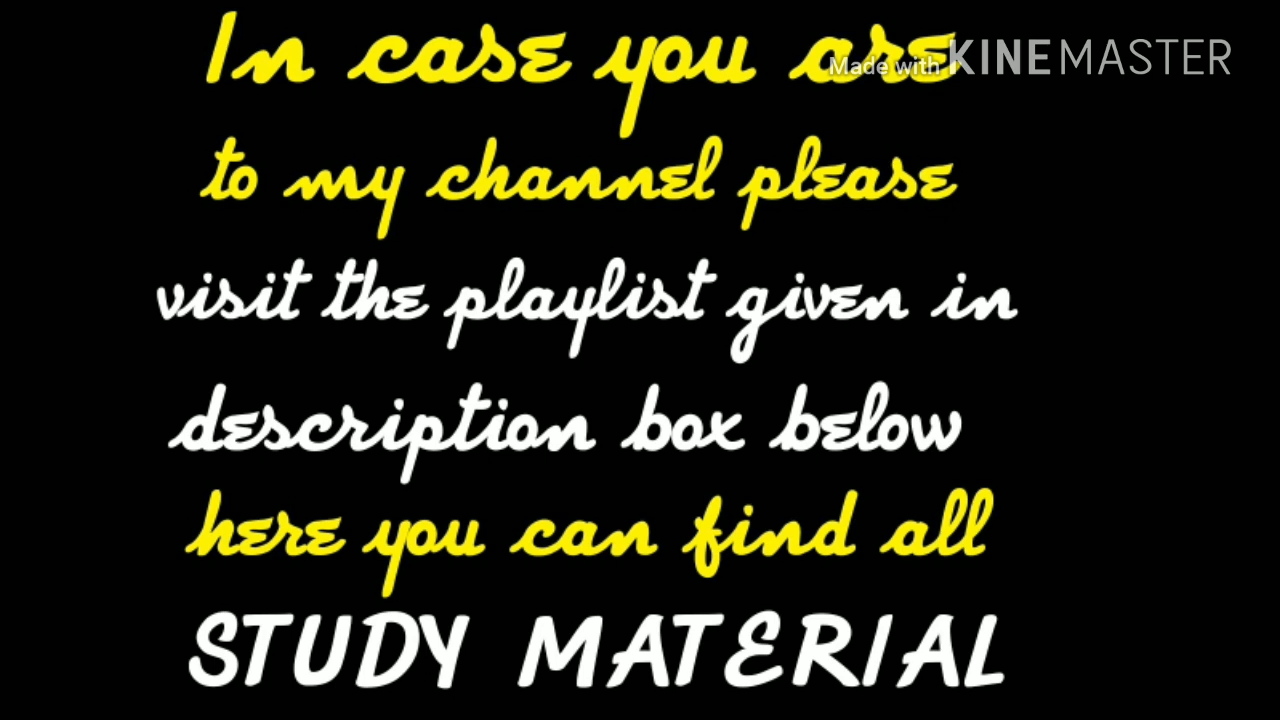 In case you are
Made with KINEMASTER
to my channel please
visit the playlist given in
description box below
here you can find all
STUDY MATERIAL